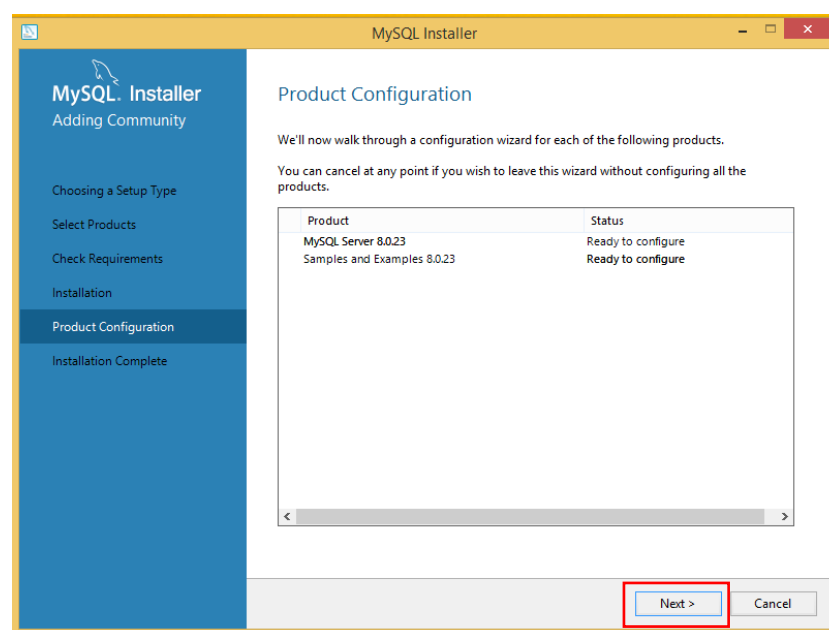 MySQL Installer
MySQL. Installer
Adding Community
Choosing a Setup Type
Select Products
Check Requirements
Installation
Product Configuration
Installation Complete
Product Configuration
We'll now walk through a configuration wizard for each of the following products.
You can cancel at any point if you wish to leave this wizard without configuring all the
products.
Product Status
MySQL Server 8.0.23 Ready to configure
Samples and Examples 8.0.23 Ready to configure
Next > Cancel